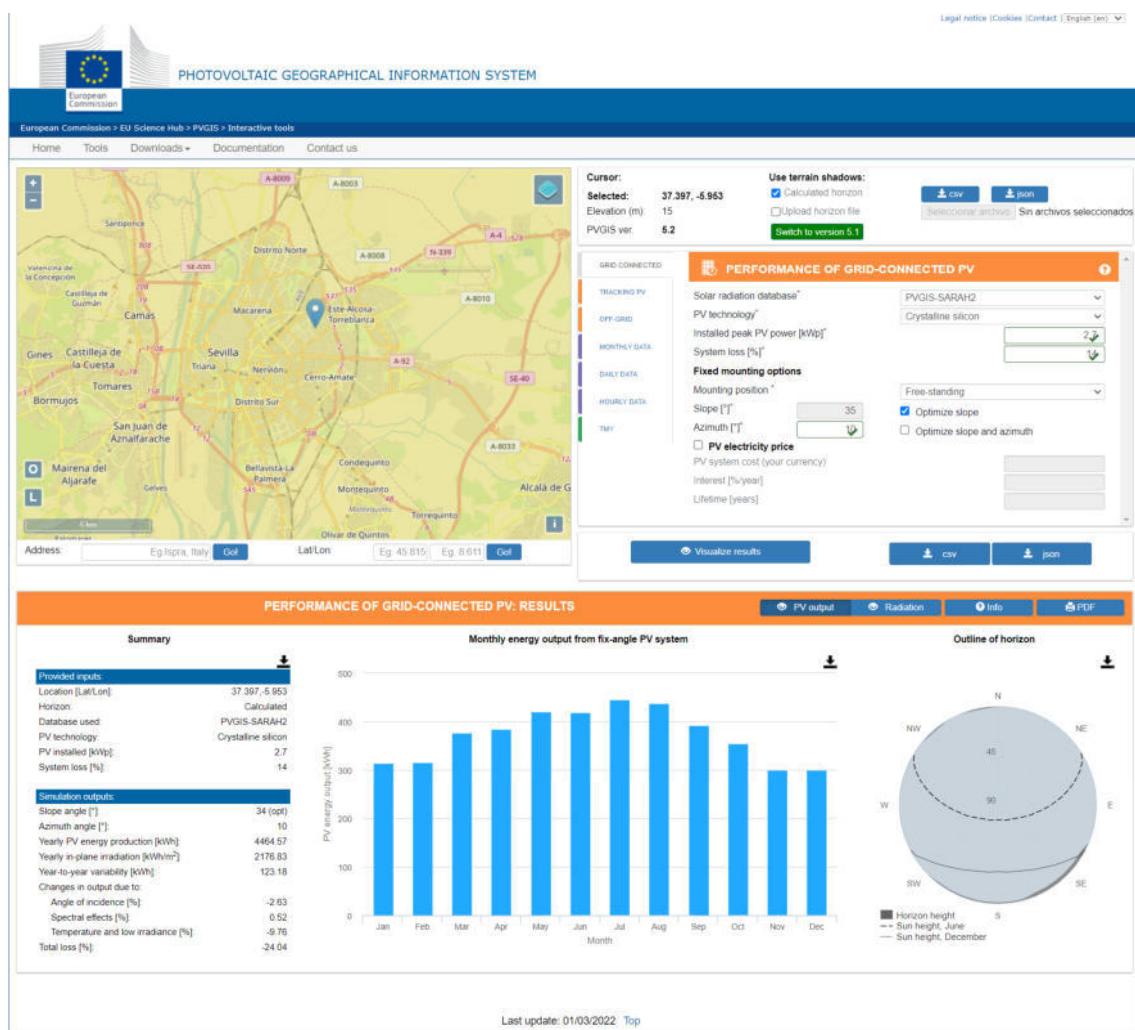 Legal notice |Cookies |Contact | English (en)
PHOTOVOLTAIC GEOGRAPHICAL INFORMATION SYSTEM
European
Commission
European Commission > EU Science Hub > PVGIS > Interactive tools
Home Tools Downloads Documentation Contact us
+
-
A-8009
A-8003
Santiponce
A-4
N-339
Distrito Norte
A-8008
SE-020
Valencina de
la Concepción
Castilleja de
Guzmán
Camas
Macarena
Este-Alcosa-
Torreblanca
A-8010
Gines
Castilleja de
la Cuesta
Sevilla
Triana
Nervión
A-92
Cerro-Amate
SE-40
Tomares
Bormujos
Distrito Sur
San Juan de
Aznalfarache
A-8033
Mairena del
Aljarafe
Gelves
Bellavista-La
Palmera
Condequinto
Montequinto
Alcalá de G
Torrequinto
Olivar de Quintos
O
L
i
Address: Eg.Ispra, Italy Go! Lat/Lon: Eg. 45.815 Eg. 8.611 Go!
Cursor:
Selected: 37.397, -5.953
Elevation (m): 15
PVGIS ver. 5.2
Use terrain shadows:
Calculated horizon
Upload horizon file
Switch to version 5.1
csv json
Seleccionar archivo Sin archivos seleccionados
GRID CONNECTED
TRACKING PV
OFF-GRID
MONTHLY DATA
DAILY DATA
HOURLY DATA
TMY
PERFORMANCE OF GRID-CONNECTED PV
Solar radiation database* PVGIS-SARAH2
PV technology* Crystalline silicon
Installed peak PV power [kWp]*
System loss [%]*
Fixed mounting options
Mounting position * Free-standing
Slope [°]* 35 Optimize slope
Azimuth [°]* 10 Optimize slope and azimuth
PV electricity price
PV system cost (your currency)
Interest [%/year]
Lifetime [years]
Visualize results csv json
PERFORMANCE OF GRID-CONNECTED PV: RESULTS PV output Radiation Info PDF
Summary
Provided inputs:
Location [Lat/Lon]: 37.397,-5.953
Horizon: Calculated
Database used: PVGIS-SARAH2
PV technology: Crystalline silicon
PV installed [kWp]: 2.7
System loss [%]: 14
Simulation outputs:
Slope angle [°]: 34 (opt)
Azimuth angle [°]: 10
Yearly PV energy production [kWh]: 4464.57
Yearly in-plane irradiation [kWh/m²]: 2176.83
Year-to-year variability [kWh]: 123.18
Changes in output due to:
Angle of incidence [%]: -2.63
Spectral effects [%]: 0.52
Temperature and low irradiance [%]: -9.76
Total loss [%]: -24.04
Monthly energy output from fix-angle PV system
PV energy output [kWh]
500
400
300
200
100
0
Jan Feb Mar Apr May Jun Jul Aug Sep Oct Nov Dec
Month
Outline of horizon
N
NW NE
45
W 90 E
SW SE
S
Horizon height
Sun height, June
Sun height, December
Last update: 01/03/2022 Top